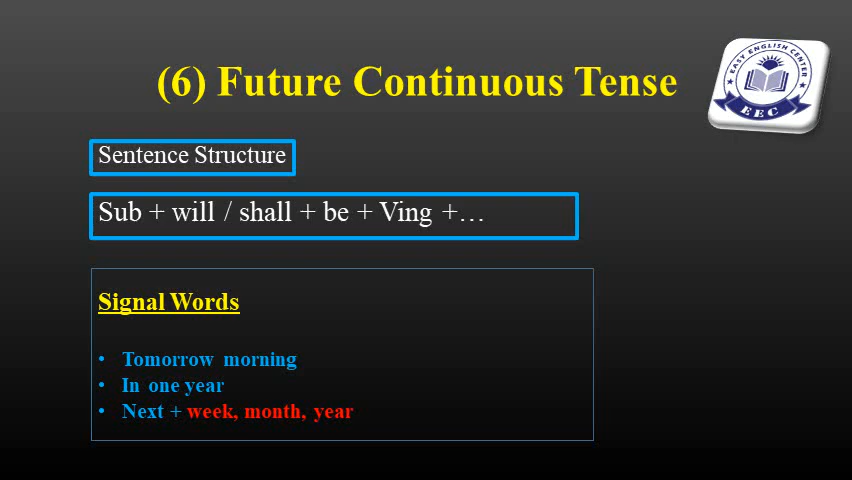 (6) Future Continuous Tense
EASY ENGLISH CENTER
EEC
Sentence Structure
Sub + will / shall + be + Ving +…
Signal Words
• Tomorrow morning
• In one year
• Next + week, month, year